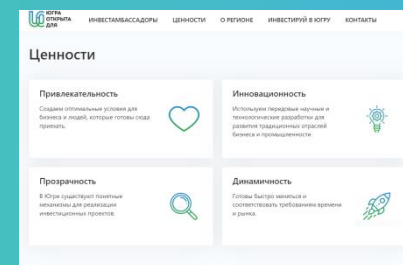 ЮГРА
ОТКРЫТА
ДЛЯ
ИНВЕСТАМБАССАДОРЫ ЦЕННОСТИ О РЕГИОНЕ ИНВЕСТИРУЙ В ЮГРУ КОНТАКТЫ
Ценности
Привлекательность
Создаем оптимальные условия для
бизнеса и людей, которые готовы сюда
приехать.
Инновационность
Используем передовые научные и
технологические разработки для
развития традиционных отраслей
бизнеса и промышленности
Прозрачность
В Югре существуют понятные
механизмы для реализации
инвестиционных проектов.
Динамичность
Готовы быстро меняться и
соответствовать требованиям времени
и рынка.